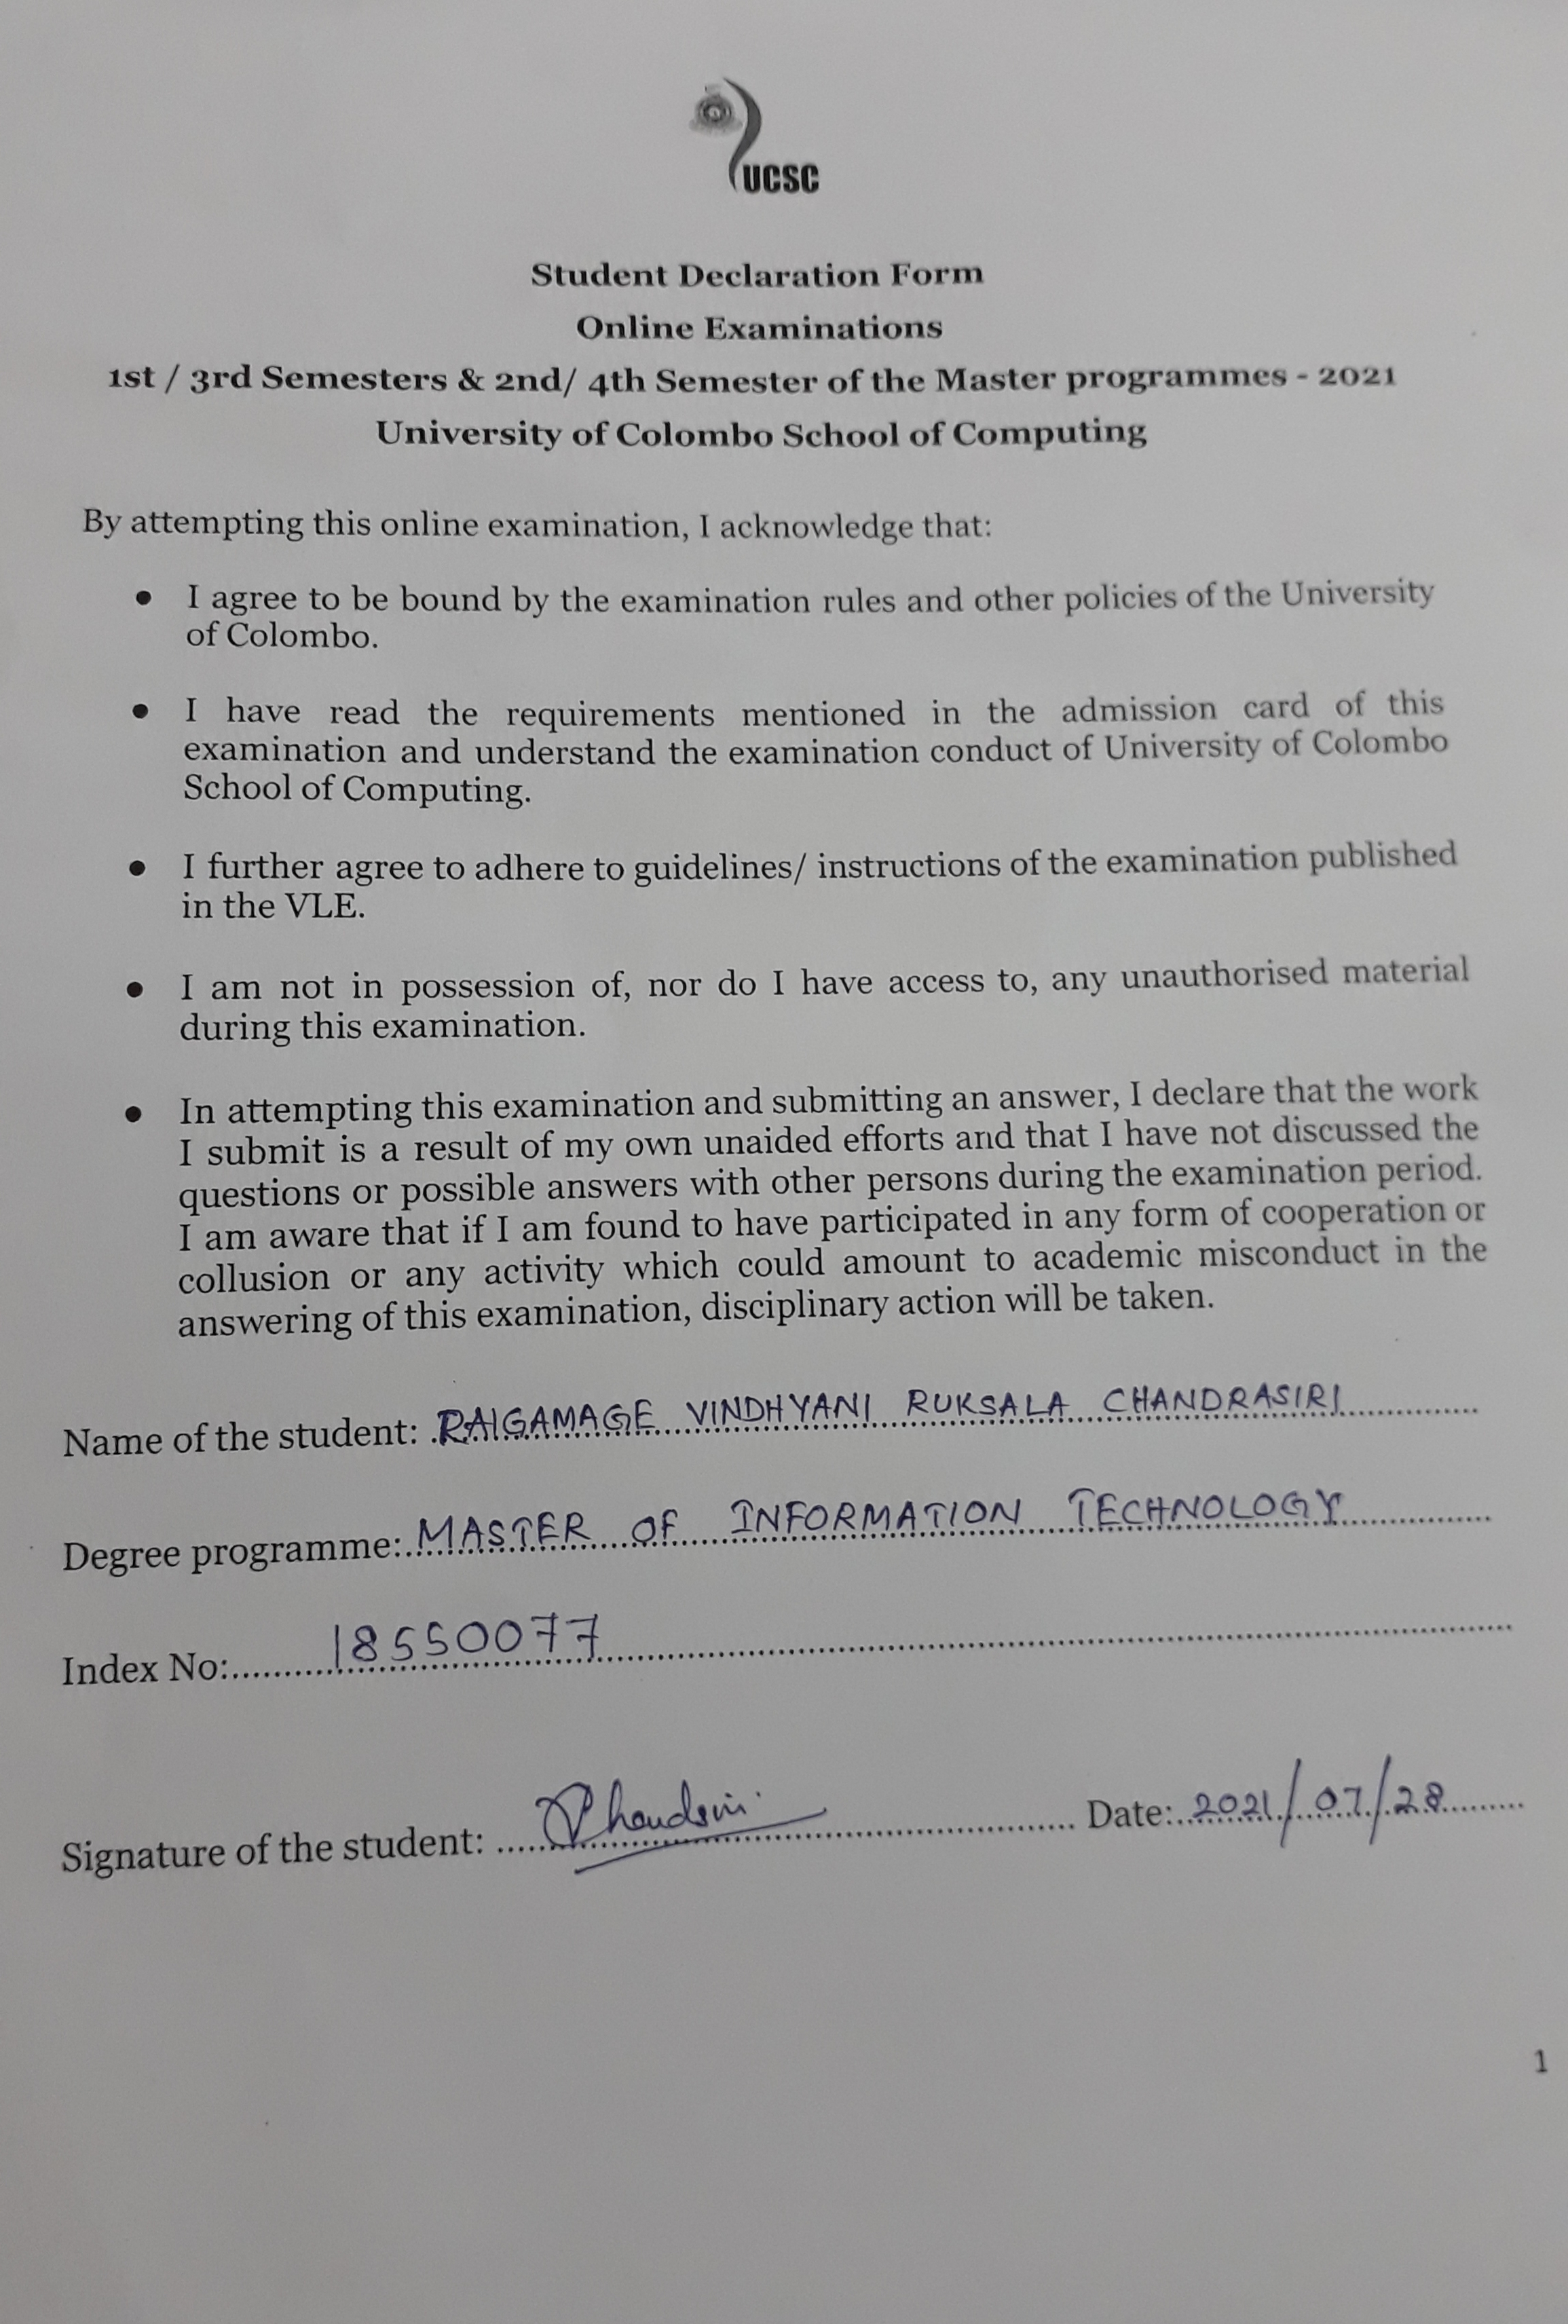 UCSC
Student Declaration Form
Online Examinations
1st / 3rd Semesters & 2nd/ 4th Semester of the Master programmes - 2021
University of Colombo School of Computing
By attempting this online examination, I acknowledge that:
• I agree to be bound by the examination rules and other policies of the University
of Colombo.
• I have read the requirements mentioned in the admission card of this
examination and understand the examination conduct of University of Colombo
School of Computing.
• I further agree to adhere to guidelines/ instructions of the examination published
in the VLE.
• I am not in possession of, nor do I have access to, any unauthorised material
during this examination.
• In attempting this examination and submitting an answer, I declare that the work
I submit is a result of my own unaided efforts and that I have not discussed the
questions or possible answers with other persons during the examination period.
I am aware that if I am found to have participated in any form of cooperation or
collusion or any activity which could amount to academic misconduct in the
answering of this examination, disciplinary action will be taken.
Name of the student: RAIGAMAGE VINDHYANI RUKSALA CHANDRASIRI
Degree programme: MASTER OF INFORMATION TECHNOLOGY
Index No: 18550077
Signature of the student: Date: 2021/07/28
1